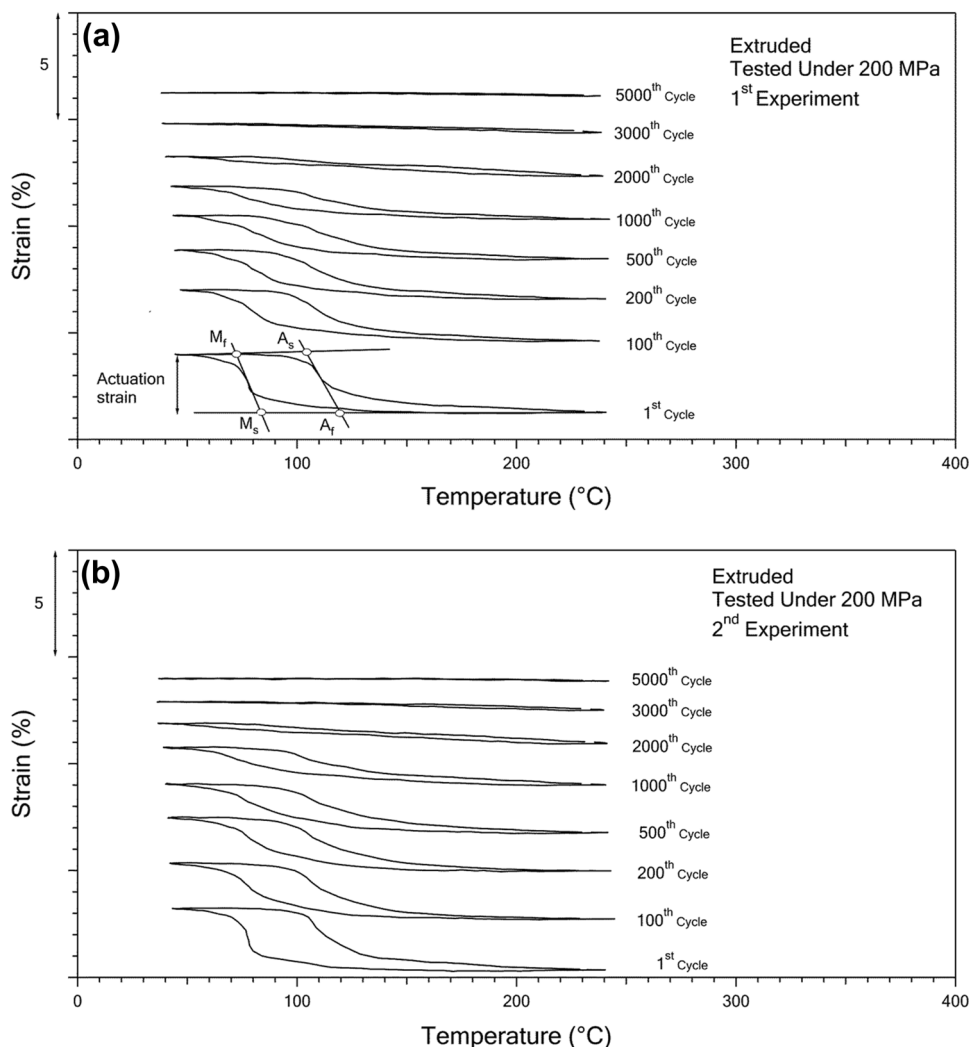 (a)
Extruded
Tested Under 200 MPa
1st Experiment
5
5000th Cycle
3000th Cycle
2000th Cycle
1000th Cycle
500th Cycle
200th Cycle
100th Cycle
Mf
As
Actuation
strain
Ms
Af
1st Cycle
Strain (%)
0
100
200
300
400
Temperature (°C)
(b)
Extruded
Tested Under 200 MPa
2nd Experiment
5
5000th Cycle
3000th Cycle
2000th Cycle
1000th Cycle
500th Cycle
200th Cycle
100th Cycle
1st Cycle
Strain (%)
0
100
200
300
400
Temperature (°C)